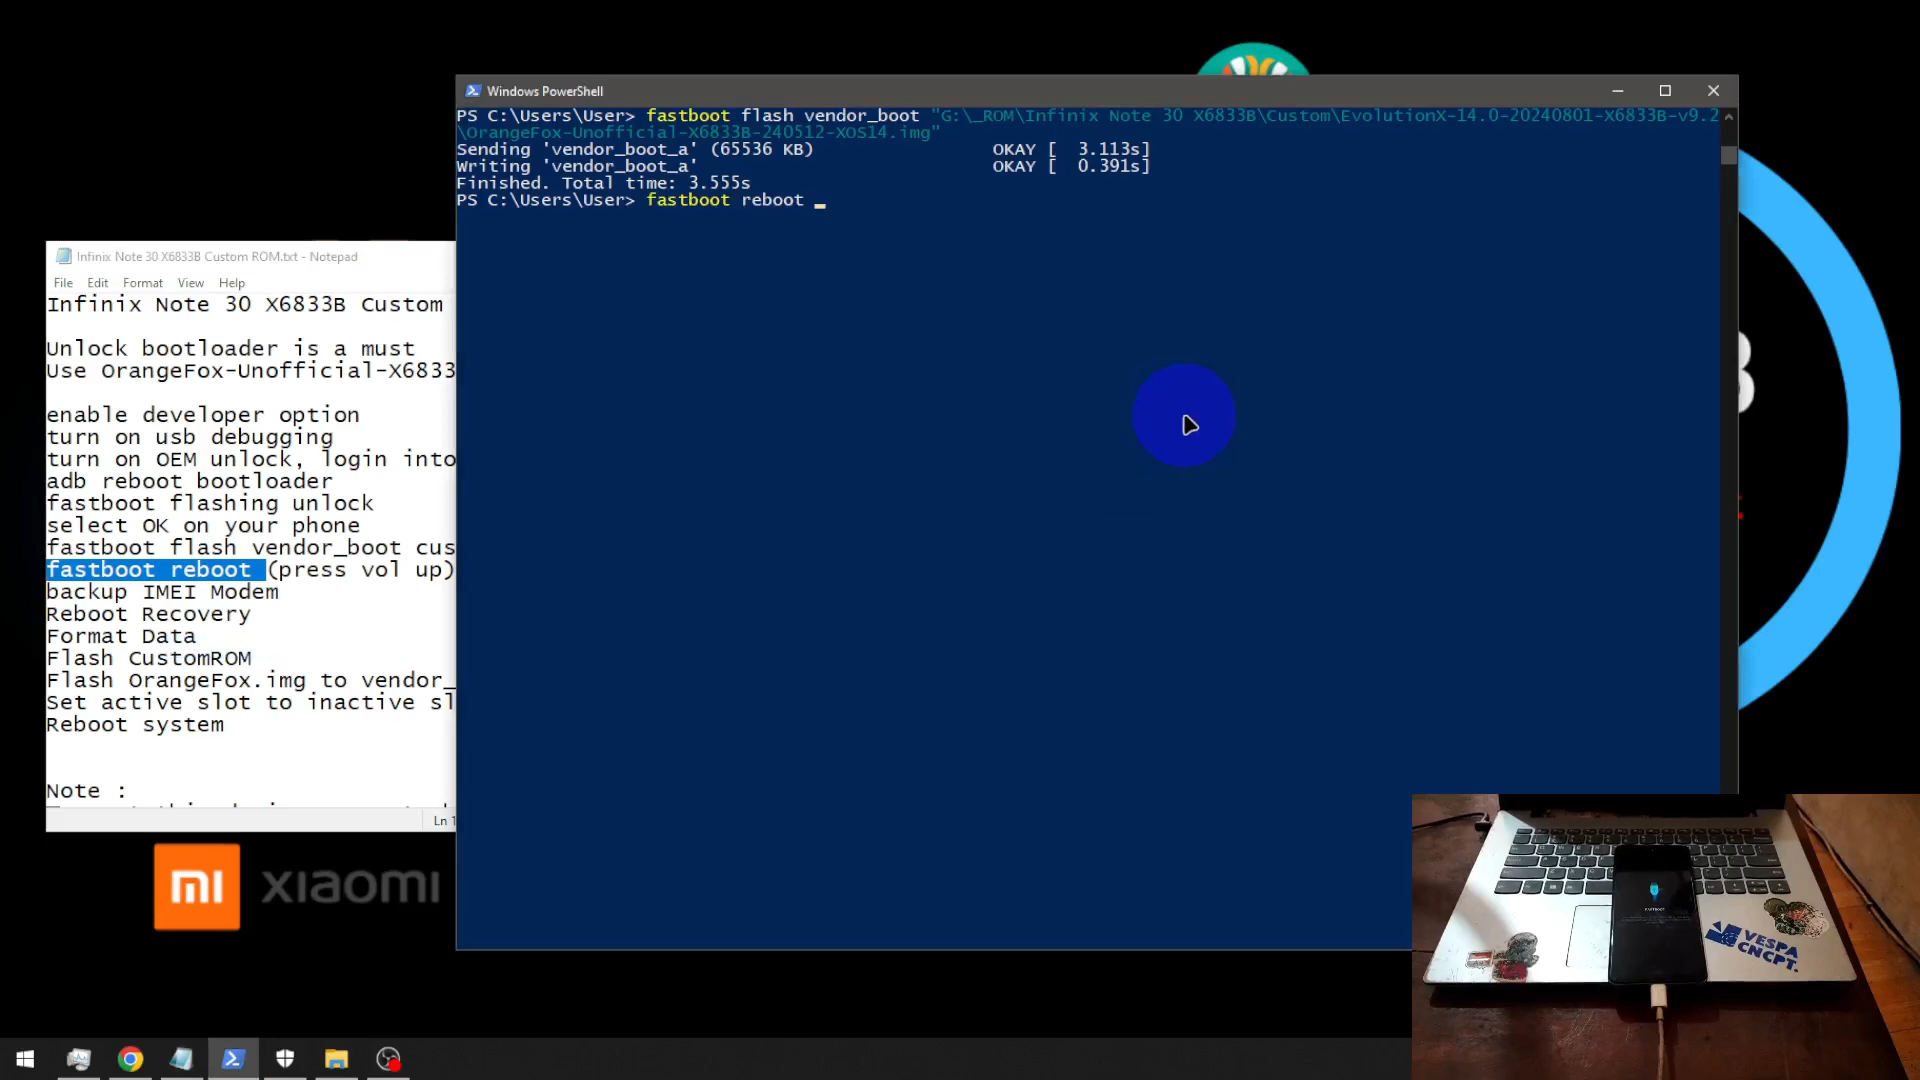 Windows PowerShell
PS C:\Users\User> fastboot flash vendor_boot "G:\_ROM\Infinix Note 30 X6833B\Custom\EvolutionX-14.0-20240801-X6833B-v9.2
\OrangeFox-Unofficial-X6833B-240512-XOS14.img"
Sending 'vendor_boot_a' (65536 KB) OKAY [ 3.113s]
Writing 'vendor_boot_a' OKAY [ 0.391s]
Finished. Total time: 3.555s
PS C:\Users\User> fastboot reboot _
Infinix Note 30 X6833B Custom ROM.txt - Notepad
File Edit Format View Help
Infinix Note 30 X6833B Custom
Unlock bootloader is a must
Use OrangeFox-Unofficial-X6833
enable developer option
turn on usb debugging
turn on OEM unlock, login into
adb reboot bootloader
fastboot flashing unlock
select OK on your phone
fastboot flash vendor_boot cus
fastboot reboot (press vol up)
backup IMEI Modem
Reboot Recovery
Format Data
Flash CustomROM
Flash OrangeFox.img to vendor_
Set active slot to inactive sl
Reboot system
Note :
Ln 1
mi xiaomi
FASTBOOT
VESPA
CNCPT.